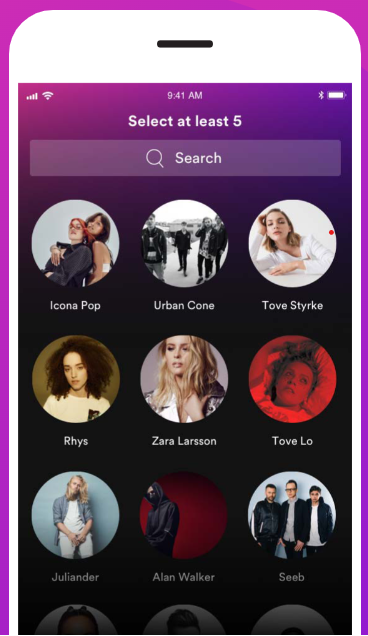 9:41 AM
Select at least 5
Search
Icona Pop
Urban Cone
Tove Styrke
Rhys
Zara Larsson
Tove Lo
Juliander
Alan Walker
Seeb